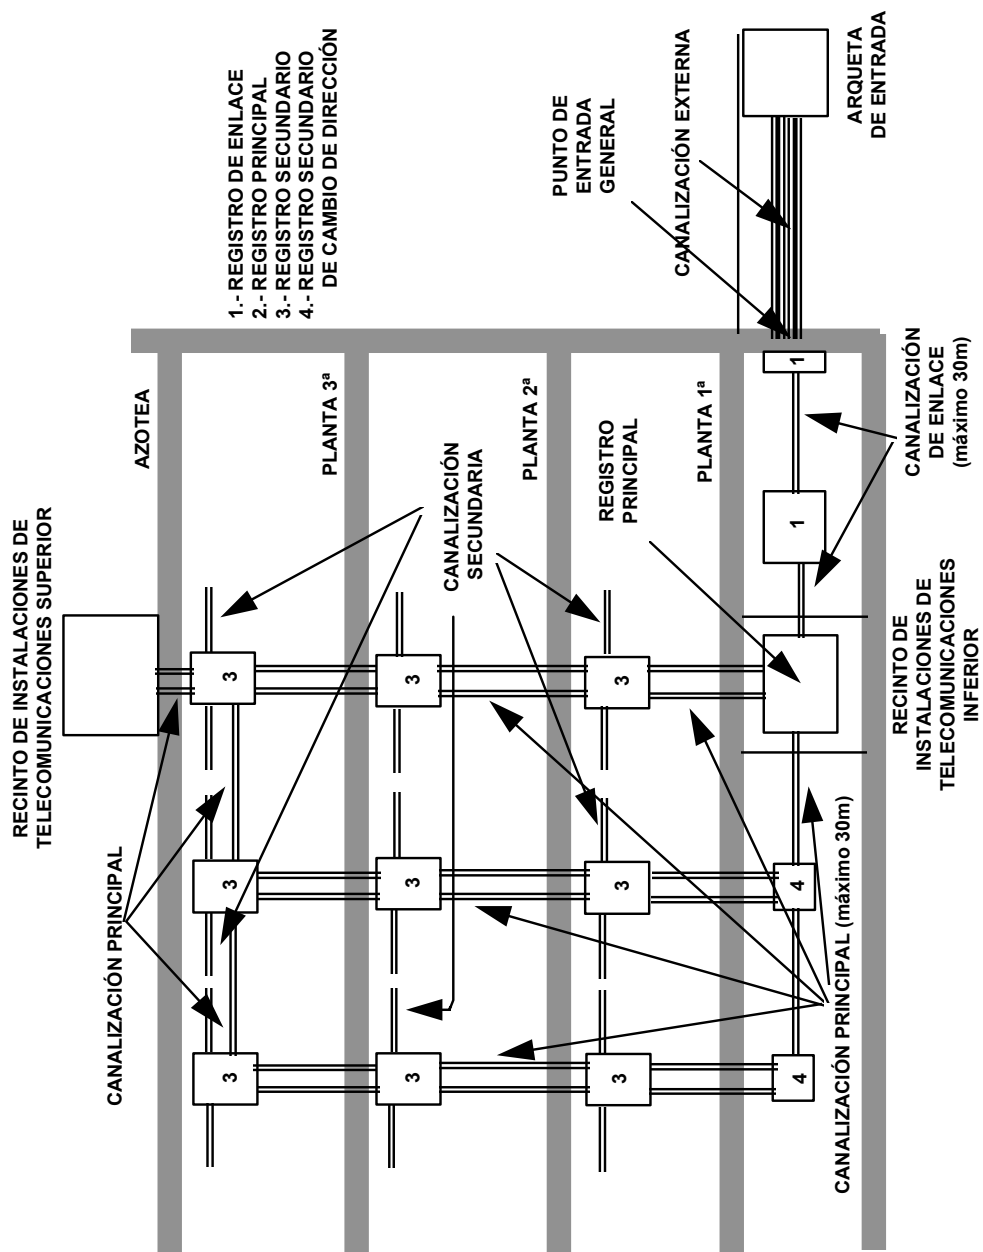 RECINTO DE INSTALACIONES DE
TELECOMUNICACIONES SUPERIOR
1.- REGISTRO DE ENLACE
2.- REGISTRO PRINCIPAL
3.- REGISTRO SECUNDARIO
4.- REGISTRO SECUNDARIO
DE CAMBIO DE DIRECCIÓN
CANALIZACIÓN PRINCIPAL
AZOTEA
3
3
3
PLANTA 3ª
CANALIZACIÓN
SECUNDARIA
3
3
3
PLANTA 2ª
PUNTO DE
ENTRADA
GENERAL
REGISTRO
PRINCIPAL
3
3
3
PLANTA 1ª
CANALIZACIÓN EXTERNA
4
4
1
1
CANALIZACIÓN PRINCIPAL (máximo 30m)
RECINTO DE
INSTALACIONES DE
TELECOMUNICACIONES
INFERIOR
CANALIZACIÓN
DE ENLACE
(máximo 30m)
ARQUETA
DE ENTRADA